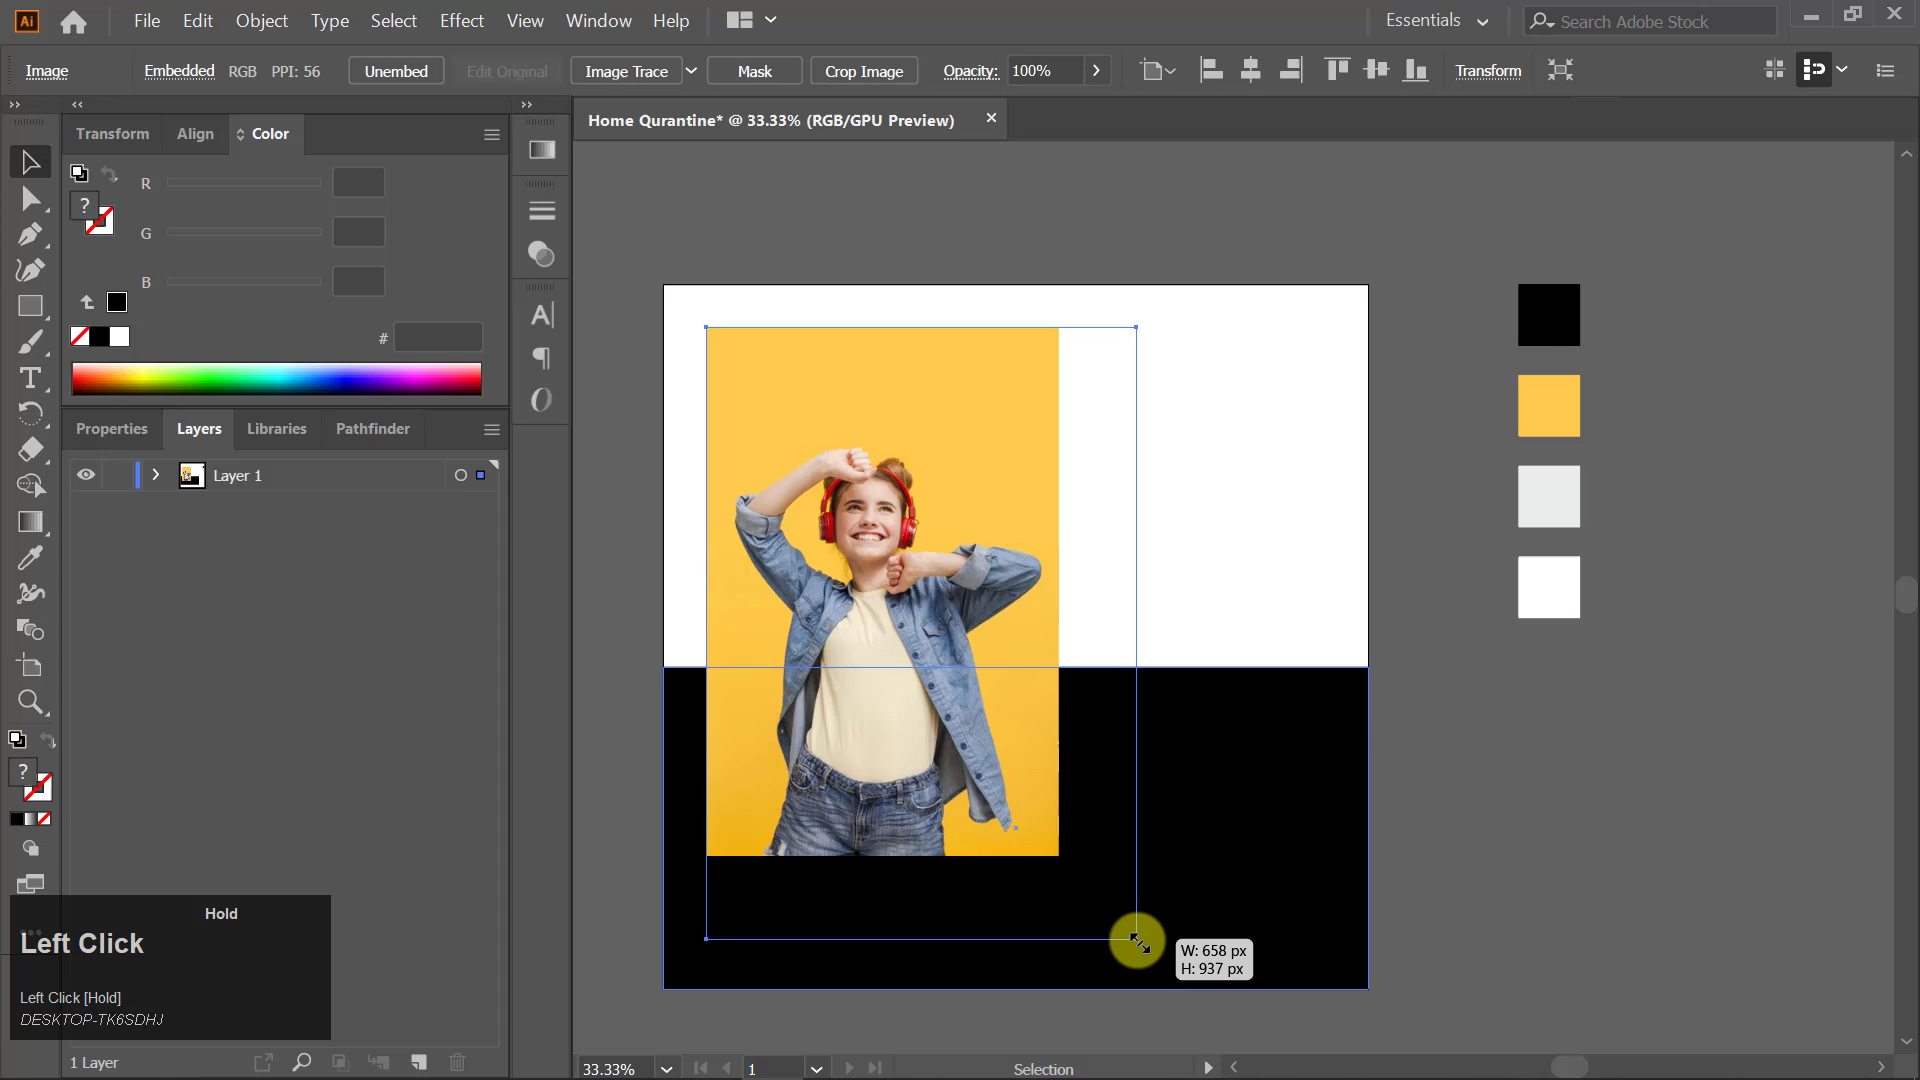 Ai
File Edit Object Type Select Effect View Window Help
Essentials
Search Adobe Stock
Image
Embedded RGB PPI: 56
Unembed
Edit Original
Image Trace
Mask
Crop Image
Opacity: 100%
Transform
Transform Align Color
Home Qurantine* @ 33.33% (RGB/GPU Preview)
R
G
B
#
?
Properties Layers Libraries Pathfinder
Layer 1
?
Hold
Left Click
Left Click [Hold]
DESKTOP-TK6SDHJ
W: 658 px
H: 937 px
1 Layer
33.33%
1
Selection